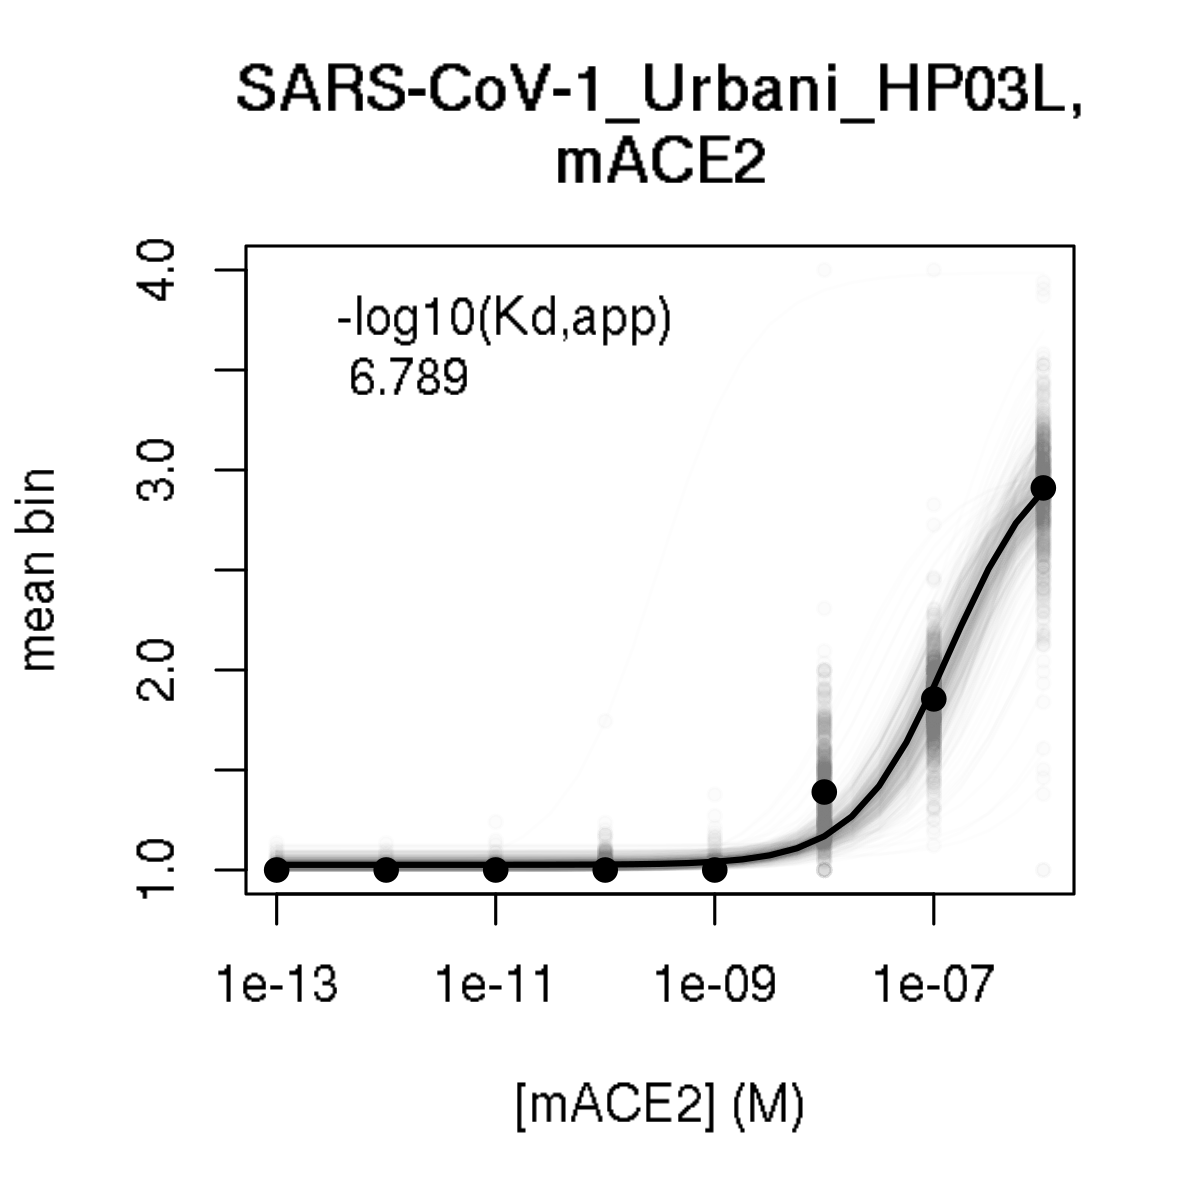 SARS-CoV-1_Urbani_HP03L,
mACE2
-log10(Kd,app)
6.789
4.0
3.0
2.0
1.0
mean bin
1e-13
1e-11
1e-09
1e-07
[mACE2] (M)